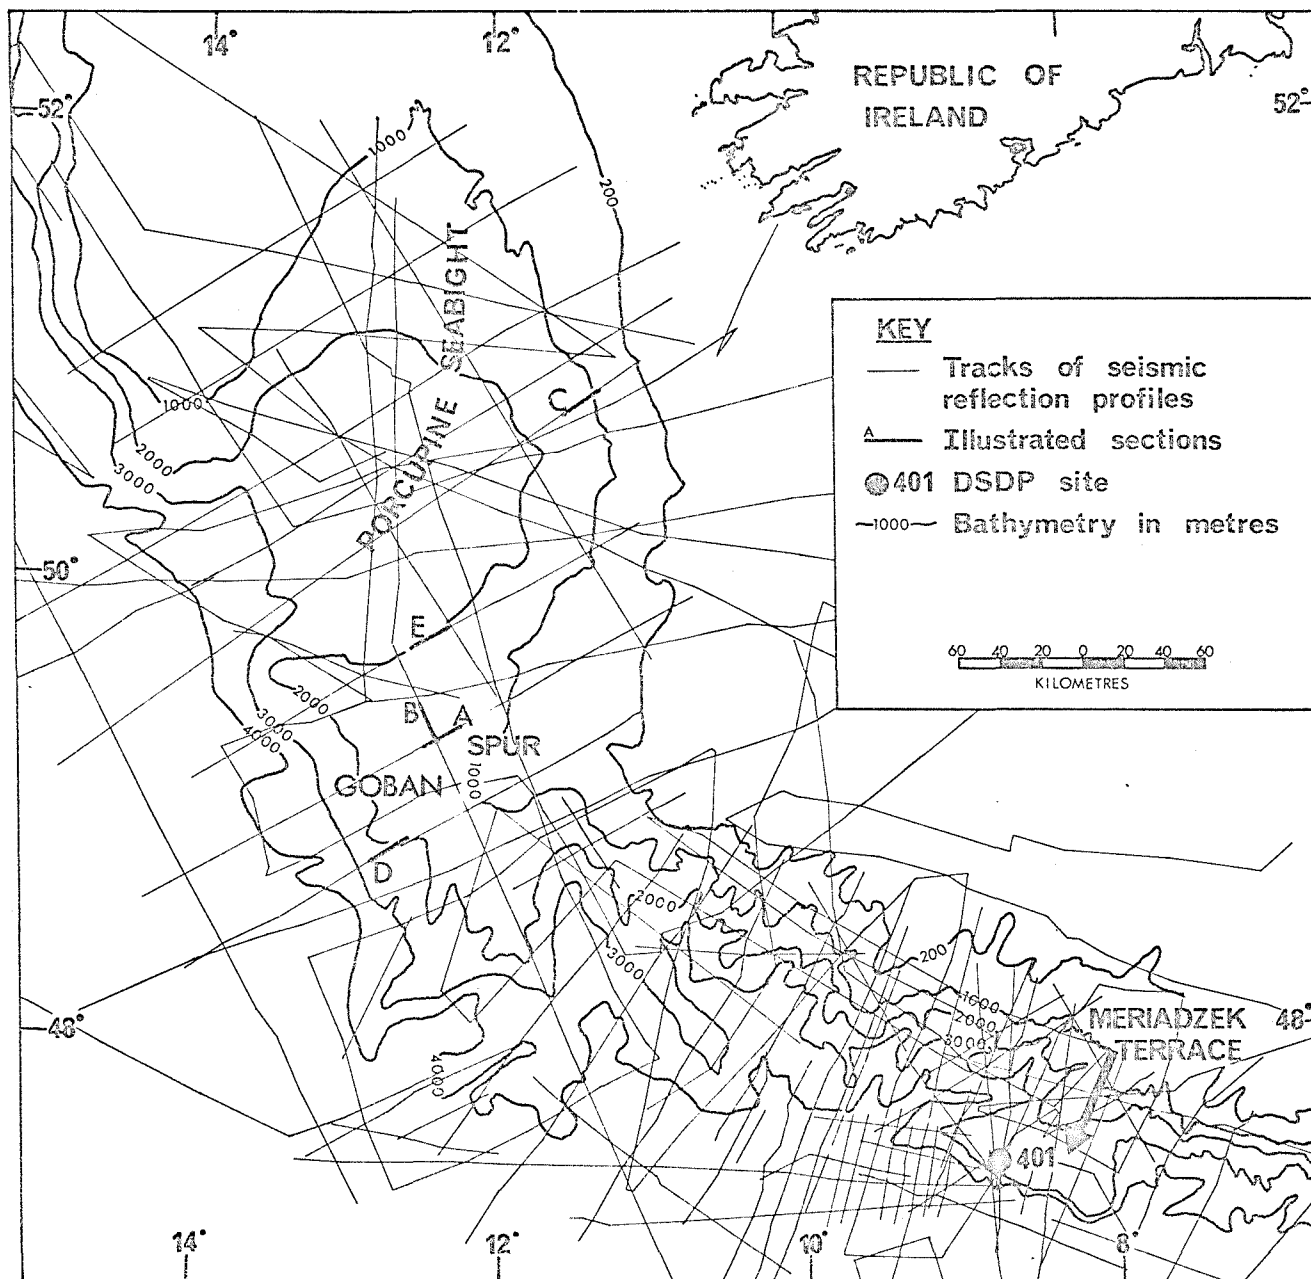 14°
12°
REPUBLIC OF
IRELAND
52°
52°
1000
200
PORCUPINE SEABIGHT
KEY
Tracks of seismic
reflection profiles
A
Illustrated sections
401 DSDP site
1000
Bathymetry in metres
60 40 20 0 20 40 60
KILOMETRES
C
1000
2000
3000
50°
E
2000
3000
4000
B
A
SPUR
1000
GOBAN
D
2000
3000
200
1000
2000
3000
MERIADZEK
TERRACE
48°
48°
4000
401
14°
12°
10°
8°